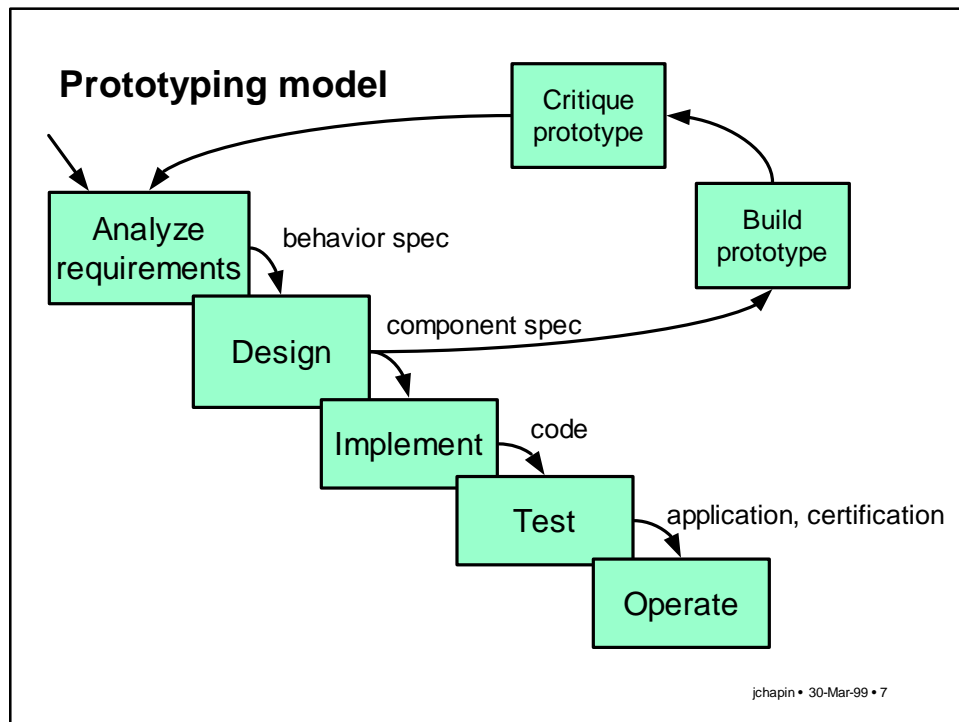 Prototyping model
Critique
prototype
Build
prototype
Analyze
requirements
behavior spec
Design
component spec
Implement
code
Test
application, certification
Operate
jchapin • 30-Mar-99 • 7